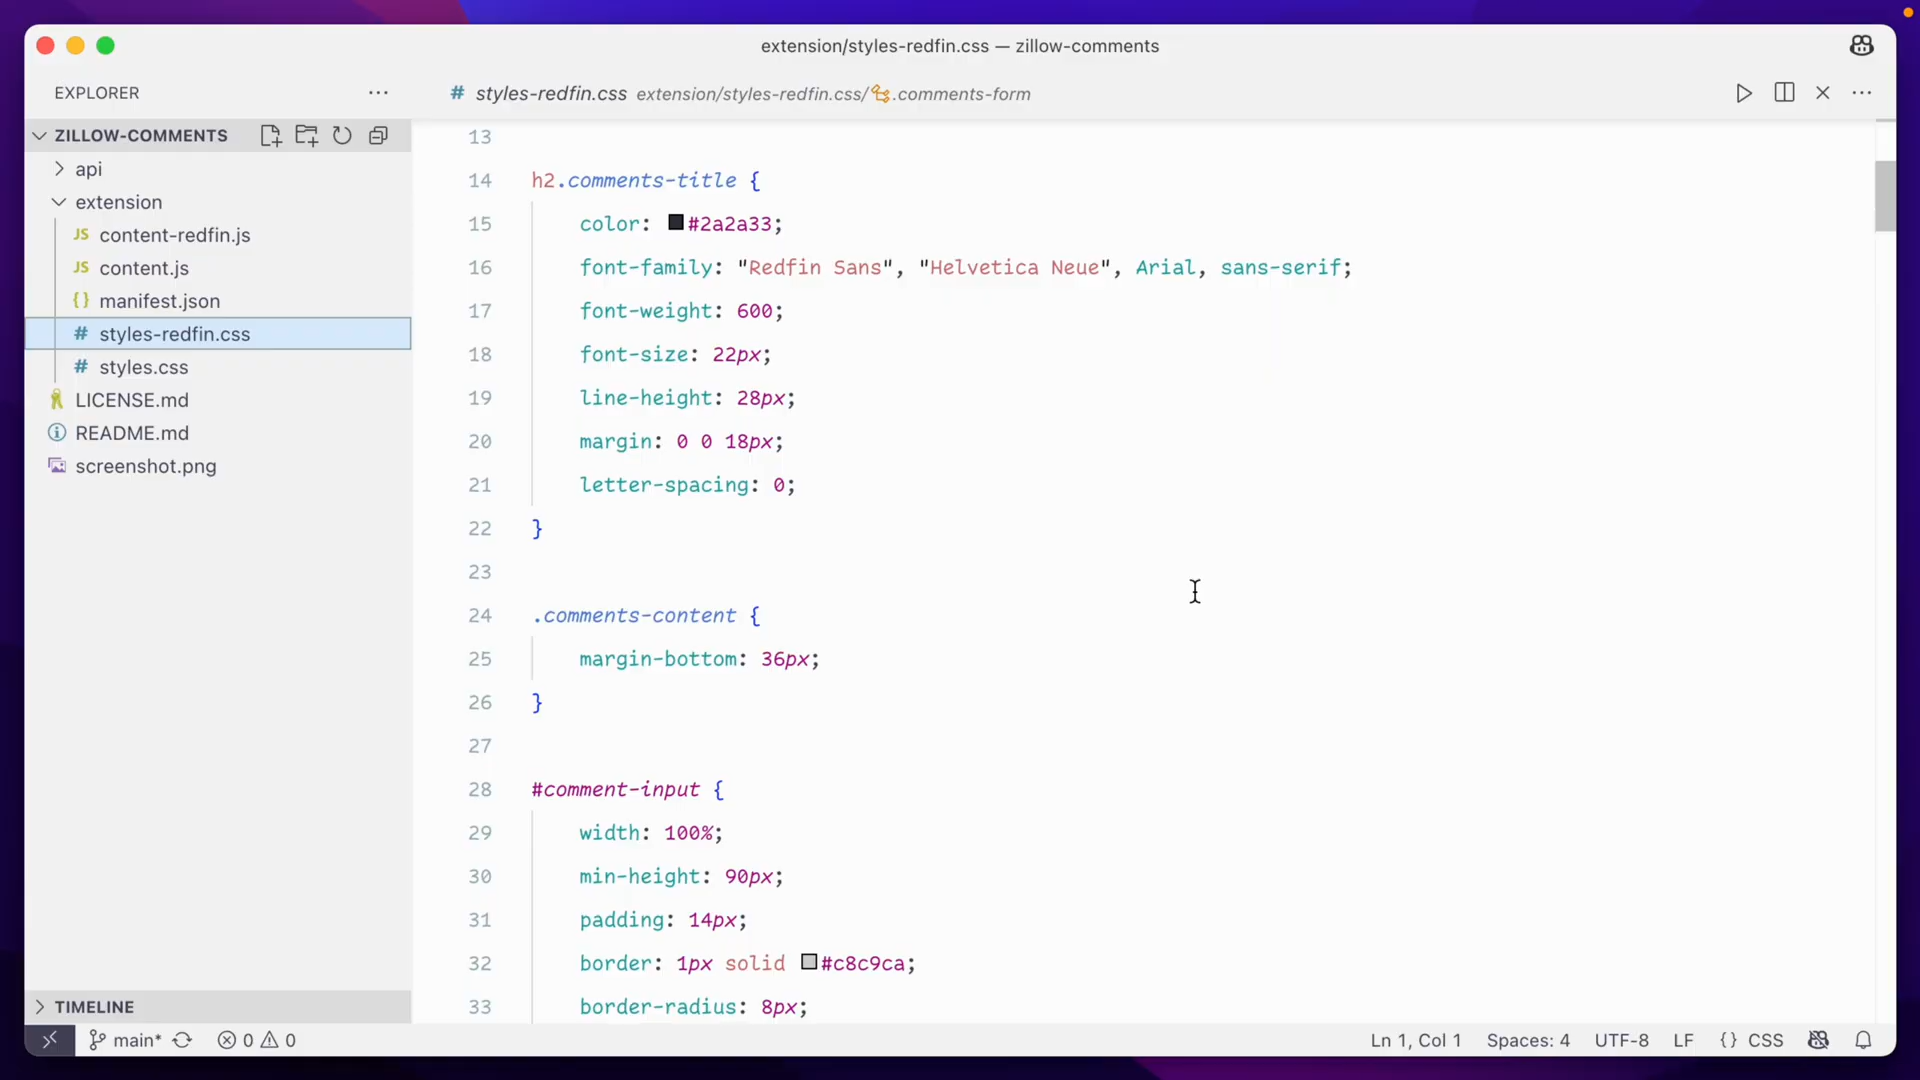 extension/styles-redfin.css — zillow-comments
EXPLORER
ZILLOW-COMMENTS
api
extension
JS content-redfin.js
JS content.js
{} manifest.json
# styles-redfin.css
# styles.css
LICENSE.md
README.md
screenshot.png
TIMELINE
# styles-redfin.css extension/styles-redfin.css/ .comments-form
13
14 h2.comments-title {
15 color: #2a2a33;
16 font-family: "Redfin Sans", "Helvetica Neue", Arial, sans-serif;
17 font-weight: 600;
18 font-size: 22px;
19 line-height: 28px;
20 margin: 0 0 18px;
21 letter-spacing: 0;
22 }
23
24 .comments-content {
25 margin-bottom: 36px;
26 }
27
28 #comment-input {
29 width: 100%;
30 min-height: 90px;
31 padding: 14px;
32 border: 1px solid #c8c9ca;
33 border-radius: 8px;
main* 0 0 Ln 1, Col 1 Spaces: 4 UTF-8 LF {} CSS